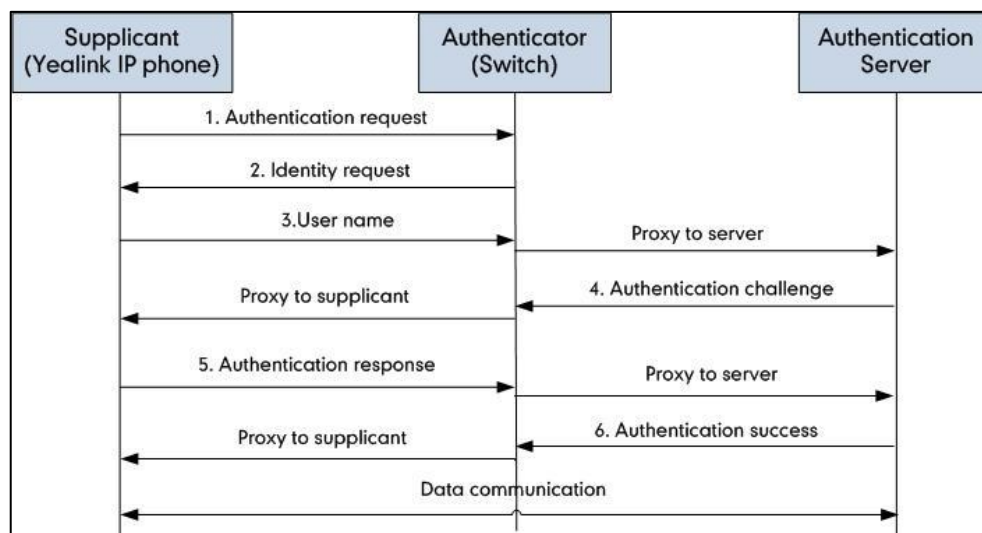 Supplicant
(Yealink IP phone)
Authenticator
(Switch)
Authentication
Server
1. Authentication request
2. Identity request
3.User name
Proxy to server
4. Authentication challenge
Proxy to supplicant
5. Authentication response
Proxy to server
6. Authentication success
Proxy to supplicant
Data communication